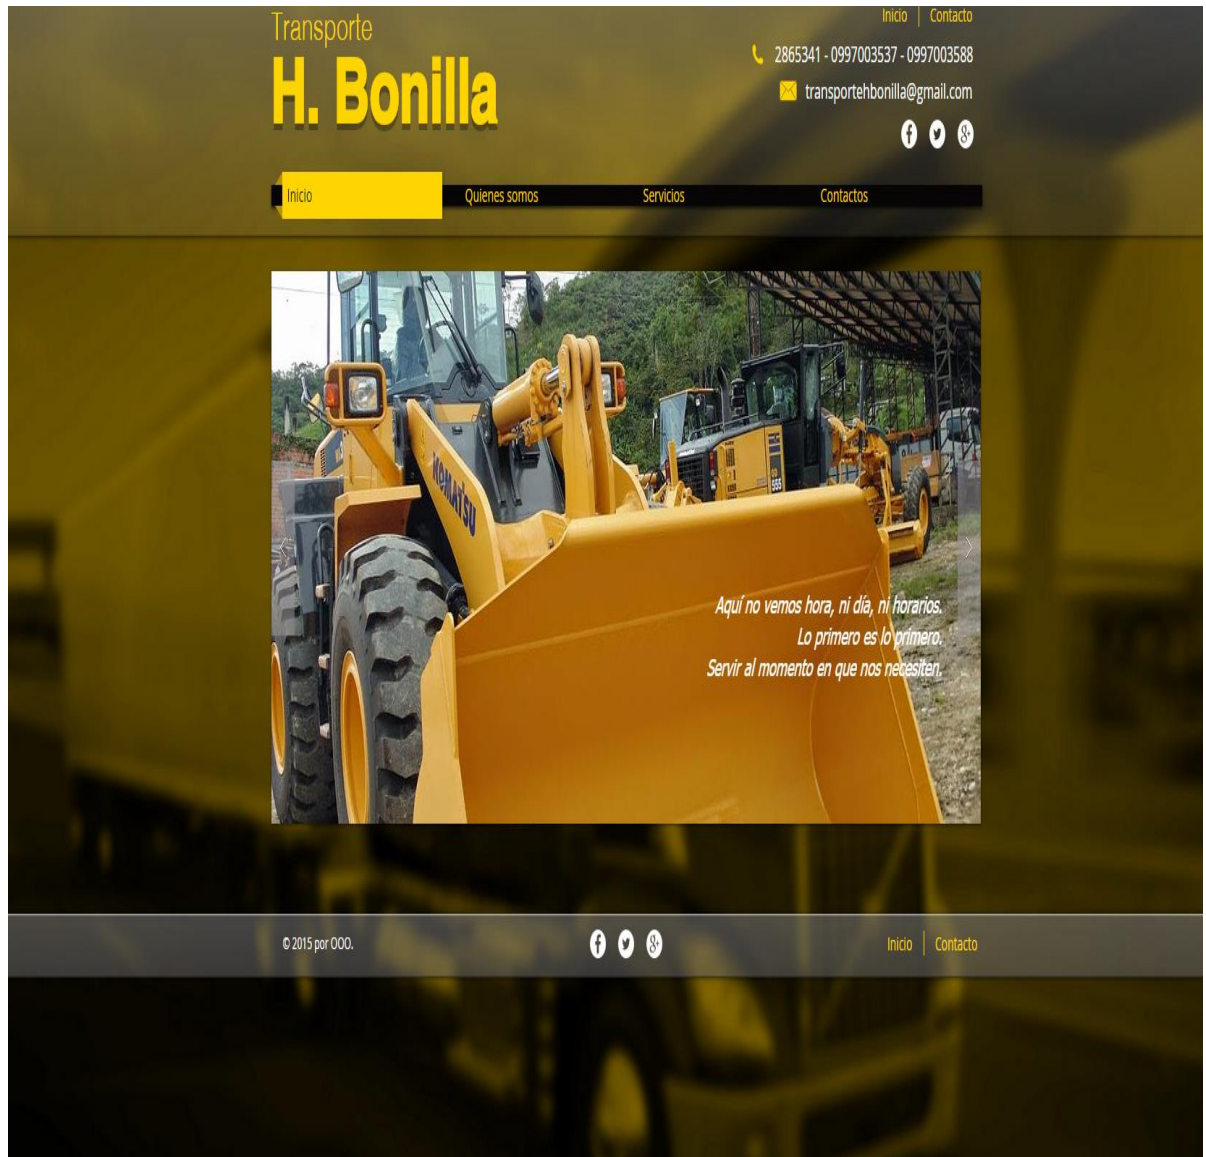 Transporte
H. Bonilla
Inicio | Contacto
2865341 - 0997003537 - 0997003588
transportehbonilla@gmail.com
Inicio
Quienes somos
Servicios
Contactos
KOMATSU
555
Aquí no vemos hora, ni día, ni horarios.
Lo primero es lo primero.
Servir al momento en que nos necesiten.
© 2015 por OOO.
Inicio | Contacto